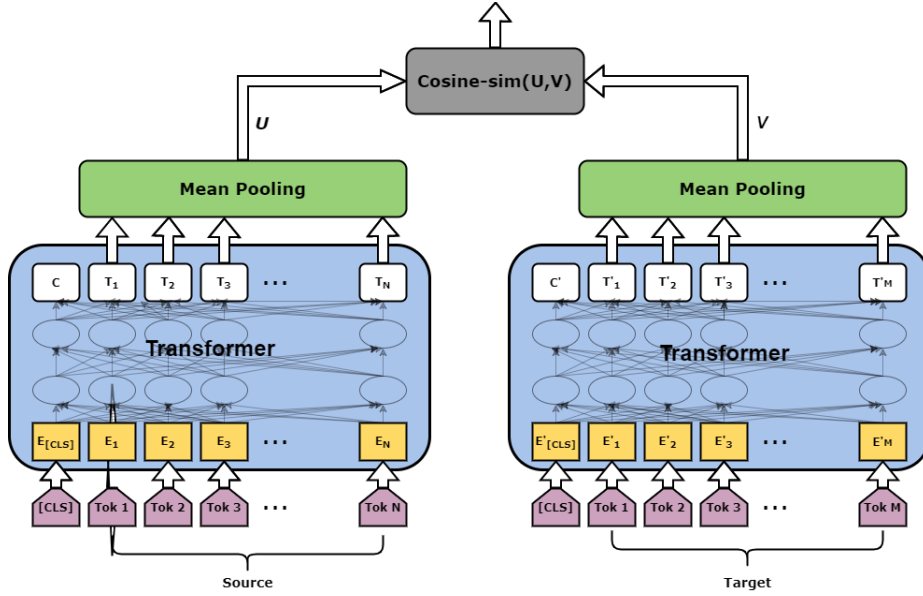 Cosine-sim(U,V)
U
V
Mean Pooling
Mean Pooling
C T1 T2 T3 ... TN
C' T'1 T'2 T'3 ... T'M
Transformer
Transformer
E[CLS] E1 E2 E3 ... EN
E'[CLS] E'1 E'2 E'3 ... E'M
[CLS] Tok 1 Tok 2 Tok 3 ... Tok N
[CLS] Tok 1 Tok 2 Tok 3 ... Tok M
Source
Target